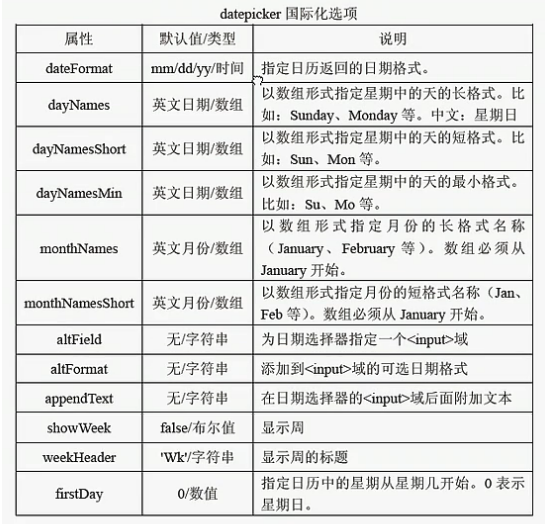 datepicker 国际化选项
属性 默认值/类型 说明
dateFormat mm/dd/yy/时间 指定日历返回的日期格式。
dayNames 英文日期/数组 以数组形式指定星期中的天的长格式。比
如：Sunday、Monday 等。中文：星期日
dayNamesShort 英文日期/数组 以数组形式指定星期中的天的短格式。比
如：Sun、Mon 等。
dayNamesMin 英文日期/数组 以数组形式指定星期中的天的最小格式。
比如：Su、Mo 等。
monthNames 英文月份/数组 以数组形式指定月份的长格式名称
（January、February 等）。数组必须从
January 开始。
monthNamesShort 英文月份/数组 以数组形式指定月份的短格式名称（Jan、
Feb 等）。数组必须从 January 开始。
altField 无/字符串 为日期选择器指定一个<input>域
altFormat 无/字符串 添加到<input>域的可选日期格式
appendText 无/字符串 在日期选择器的<input>域后面附加文本
showWeek false/布尔值 显示周
weekHeader 'Wk'/字符串 显示周的标题
firstDay 0/数值 指定日历中的星期从星期几开始。0 表示
星期日。